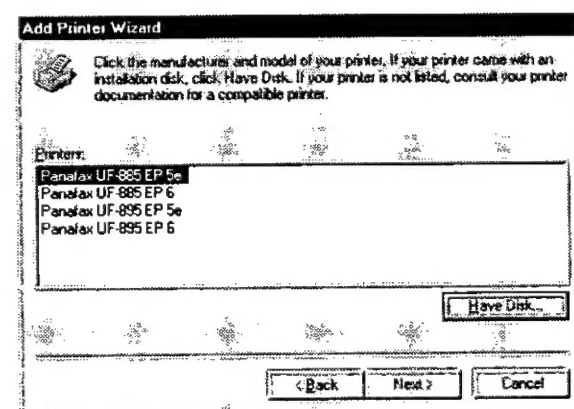 Add Printer Wizard
Click the manufacturer and model of your printer. If your printer came with an
installation disk, click Have Disk. If your printer is not listed, consult your printer
documentation for a compatible printer.
Printers:
Panafax UF-885 EP 5e
Panafax UF-885 EP 6
Panafax UF-895 EP 5e
Panafax UF-895 EP 6
Have Disk...
< Back Next > Cancel